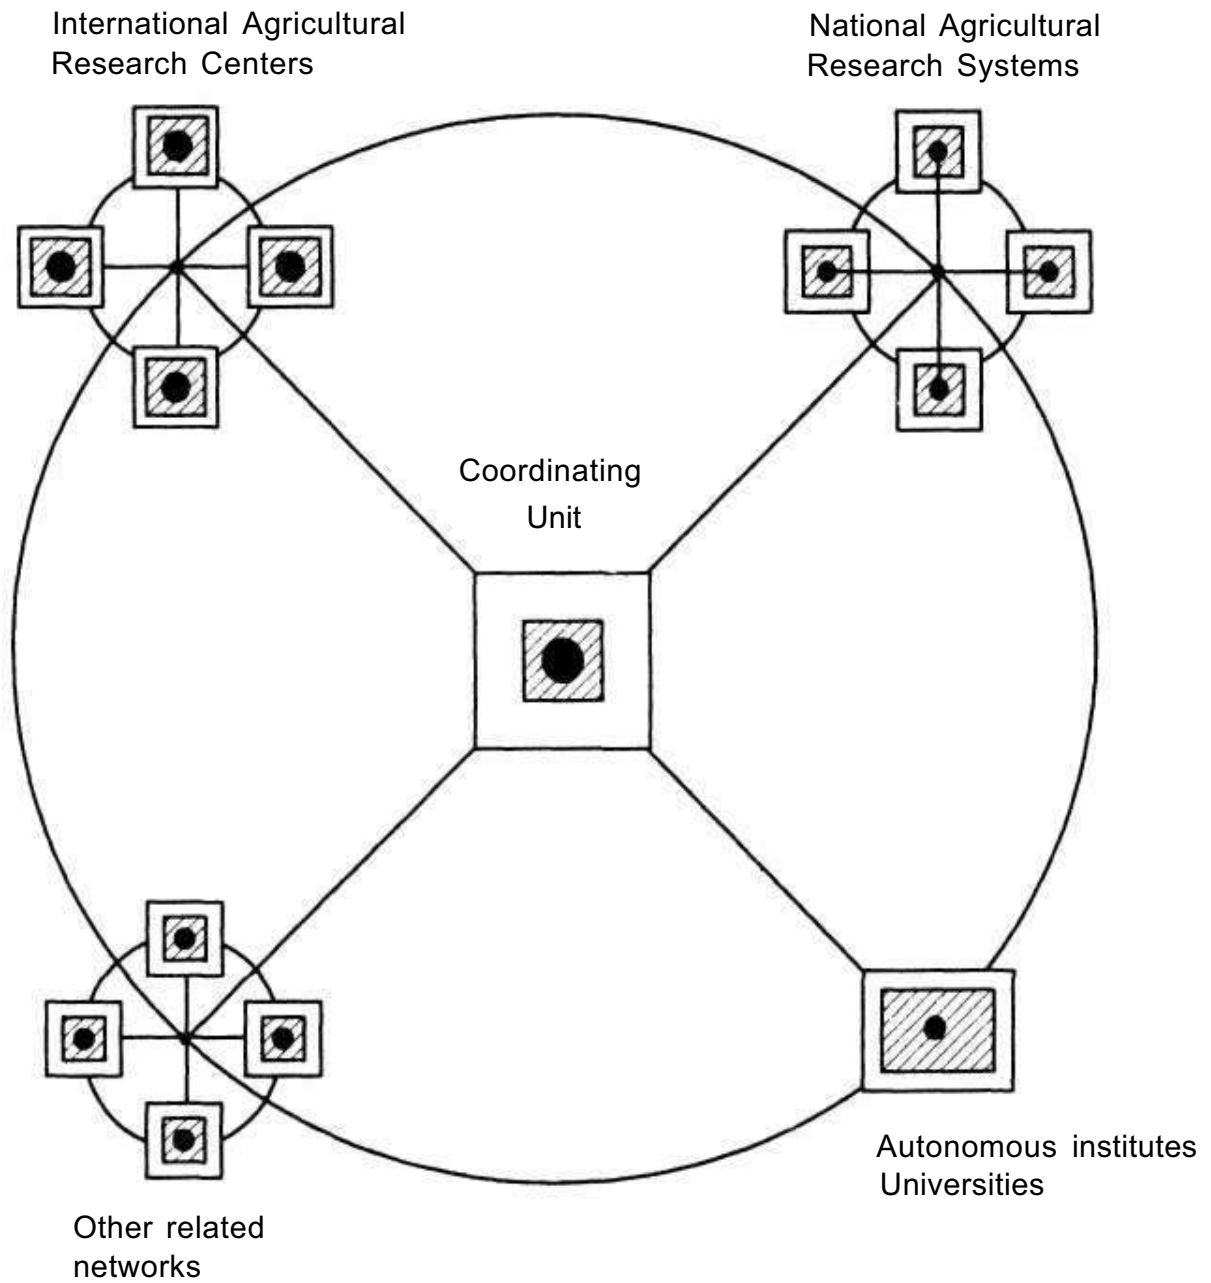 International Agricultural
Research Centers
National Agricultural
Research Systems
Coordinating
Unit
Autonomous institutes
Universities
Other related
networks